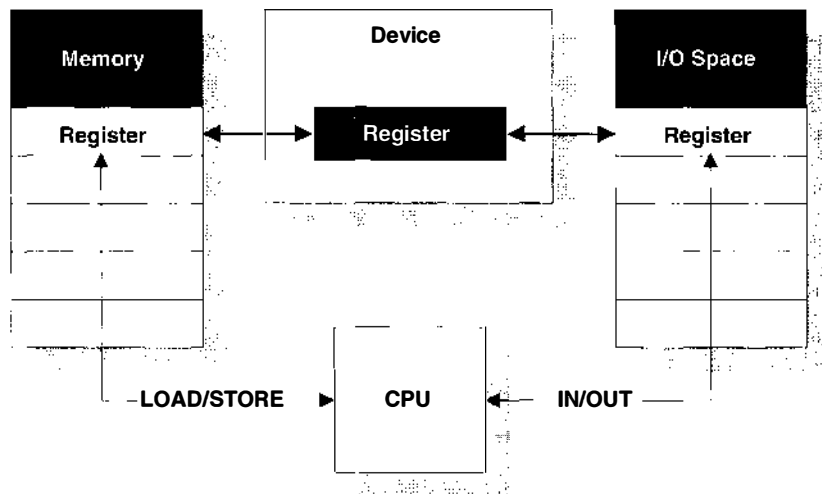 Device
Memory
I/O Space
Register
Register
Register
LOAD/STORE
CPU
IN/OUT